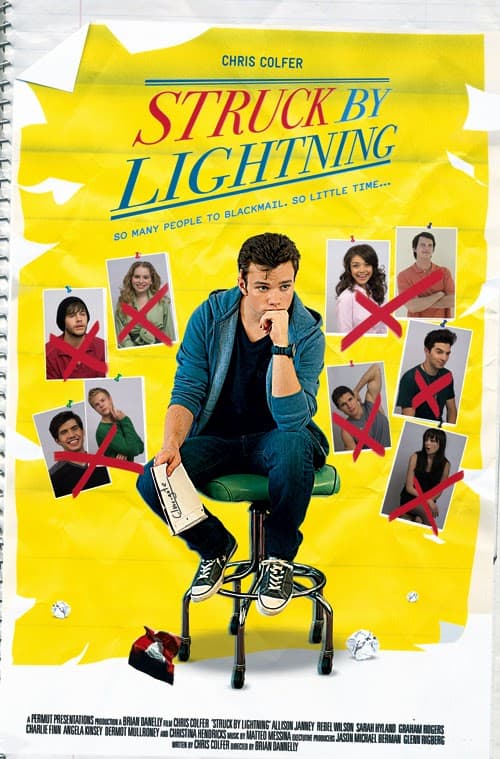 CHRIS COLFER
STRUCK BY
LIGHTNING
SO MANY PEOPLE TO BLACKMAIL. SO LITTLE TIME...
A PERMUT PRESENTATIONS PRODUCTION A BRIAN DANELLY FILM CHRIS COLFER "STRUCK BY LIGHTNING" ALLISON JANNEY REBEL WILSON SARAH HYLAND GRAHAM ROGERS
CHARLIE FINN ANGELA KINSEY DERMOT MULLRONEY AND CHRISTINA HENDRICKS MUSIC BY MATTEO MESSINA EXECUTIVE PRODUCERS JASON MICHAEL BERMAN GLENN RIGBERG
WRITTEN BY CHRIS COLFER DIRECTED BY BRIAN DANNELLY